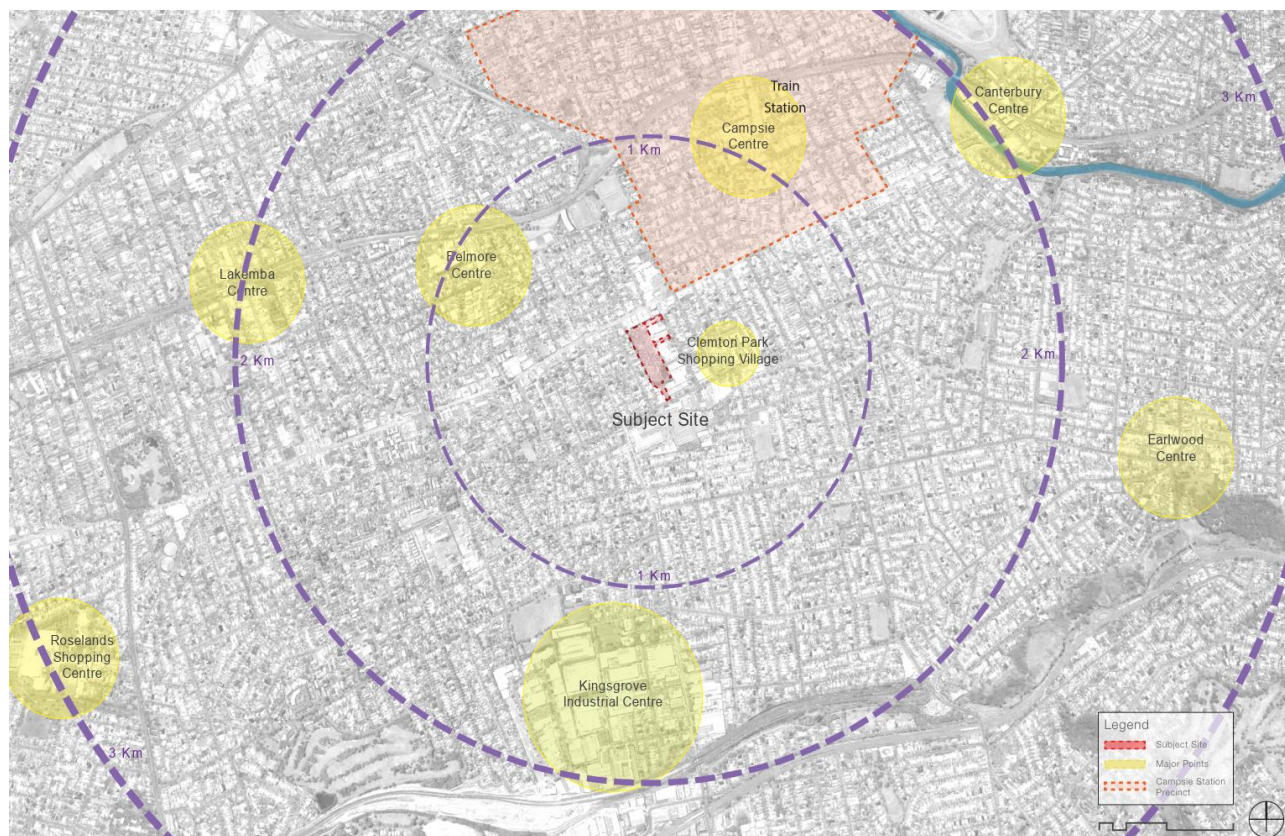 Train
Station
Campsie
Centre
Canterbury
Centre
3 Km
1 Km
Belmore
Centre
Lakemba
Centre
2 Km
Clemton Park
Shopping Village
2 Km
Subject Site
Earlwood
Centre
1 Km
Roselands
Shopping
Centre
Kingsgrove
Industrial Centre
3 Km
Legend
Subject Site
Major Points
Campsie Station
Precinct